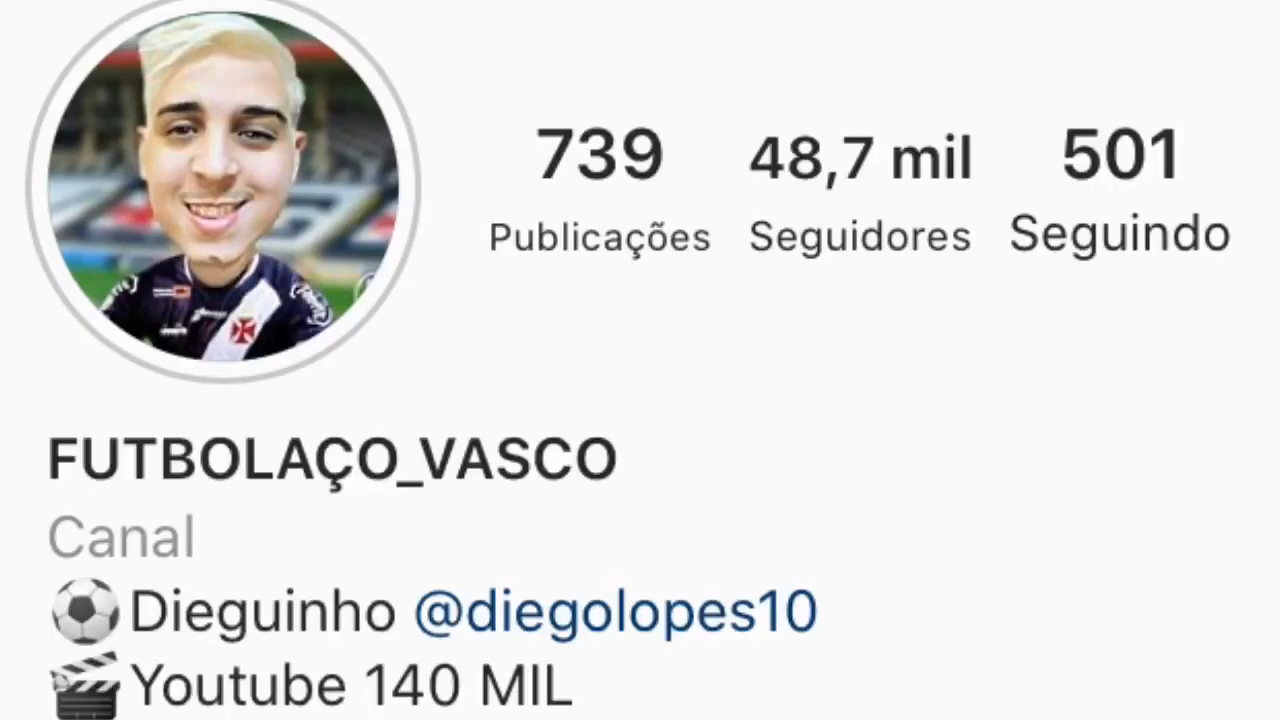 739 48,7 mil 501
Publicações Seguidores Seguindo
FUTBOLAÇO_VASCO
Canal
Dieguinho @diegolopes10
Youtube 140 MIL